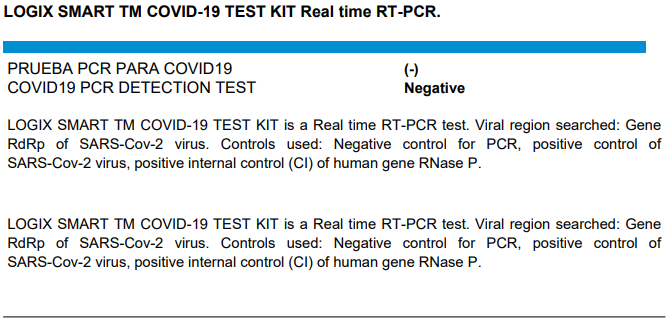 LOGIX SMART TM COVID-19 TEST KIT Real time RT-PCR.
PRUEBA PCR PARA COVID19 (-)
COVID19 PCR DETECTION TEST Negative
LOGIX SMART TM COVID-19 TEST KIT is a Real time RT-PCR test. Viral region searched: Gene
RdRp of SARS-Cov-2 virus. Controls used: Negative control for PCR, positive control of
SARS-Cov-2 virus, positive internal control (CI) of human gene RNase P.
LOGIX SMART TM COVID-19 TEST KIT is a Real time RT-PCR test. Viral region searched: Gene
RdRp of SARS-Cov-2 virus. Controls used: Negative control for PCR, positive control of
SARS-Cov-2 virus, positive internal control (CI) of human gene RNase P.